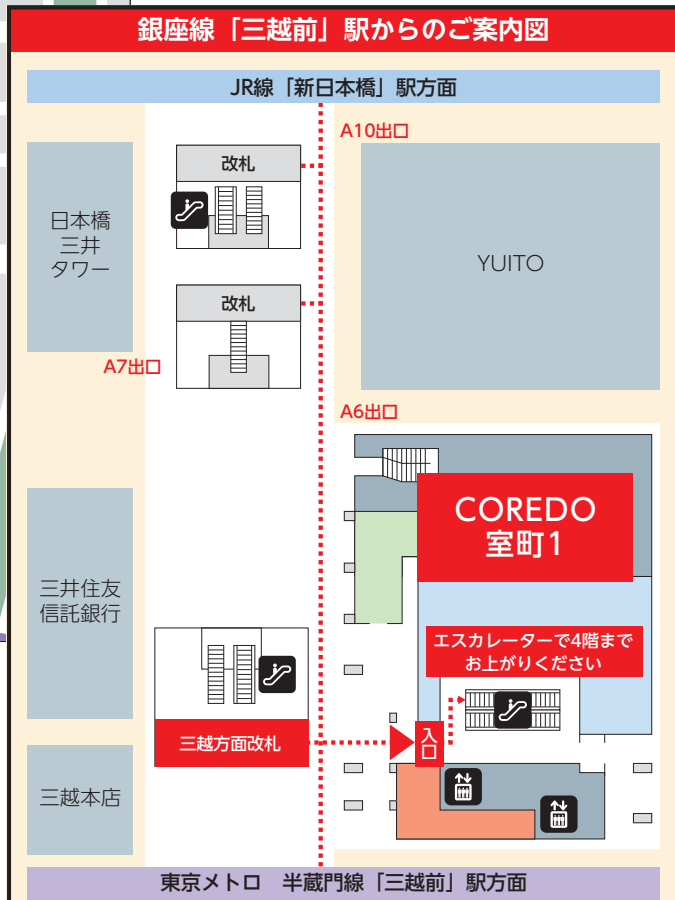 銀座線「三越前」駅からのご案内図
JR線「新日本橋」駅方面
A10出口
改札
日本橋
三井
タワー
YUITO
改札
A7出口
A6出口
COREDO
室町1
三井住友
信託銀行
エスカレーターで4階まで
お上がりください
三越方面改札
入口
三越本店
東京メトロ　半蔵門線「三越前」駅方面